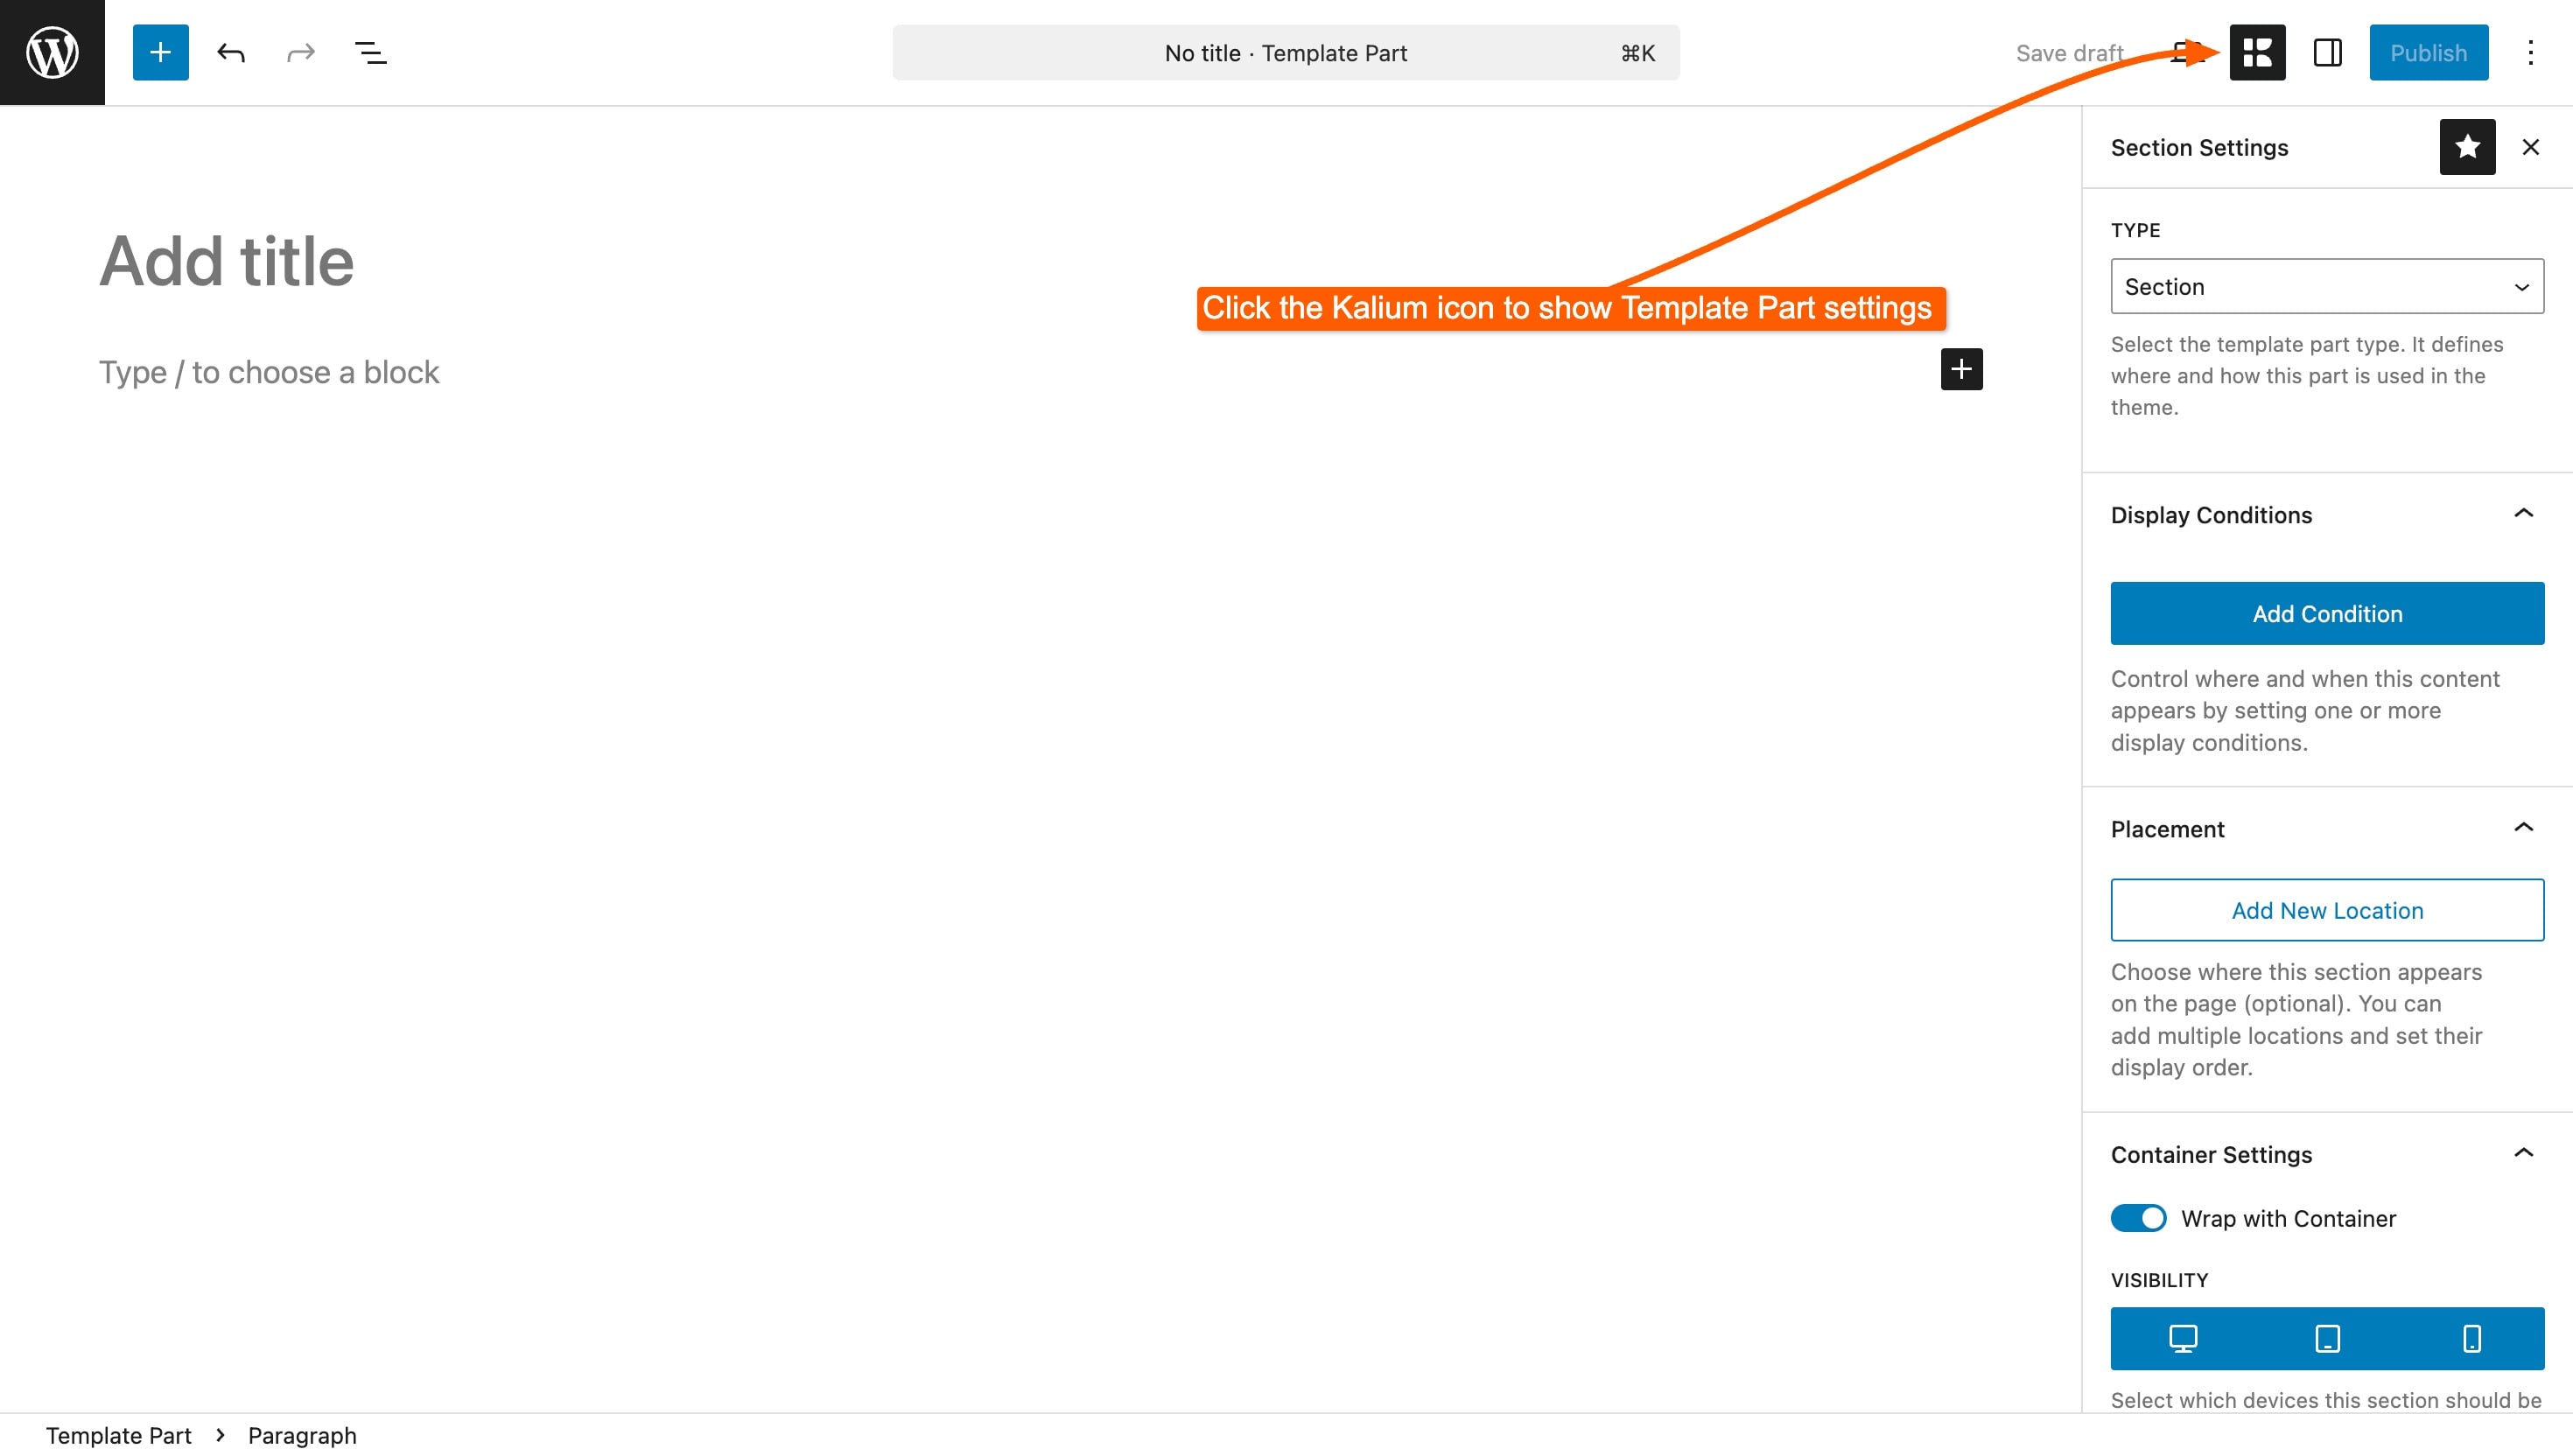 No title · Template Part ⌘K
Save draft
Publish
Section Settings
Add title
TYPE
Section
Click the Kalium icon to show Template Part settings
Type / to choose a block
Select the template part type. It defines
where and how this part is used in the
theme.
Display Conditions
Add Condition
Control where and when this content
appears by setting one or more
display conditions.
Placement
Add New Location
Choose where this section appears
on the page (optional). You can
add multiple locations and set their
display order.
Container Settings
Wrap with Container
VISIBILITY
Select which devices this section should be
Template Part › Paragraph